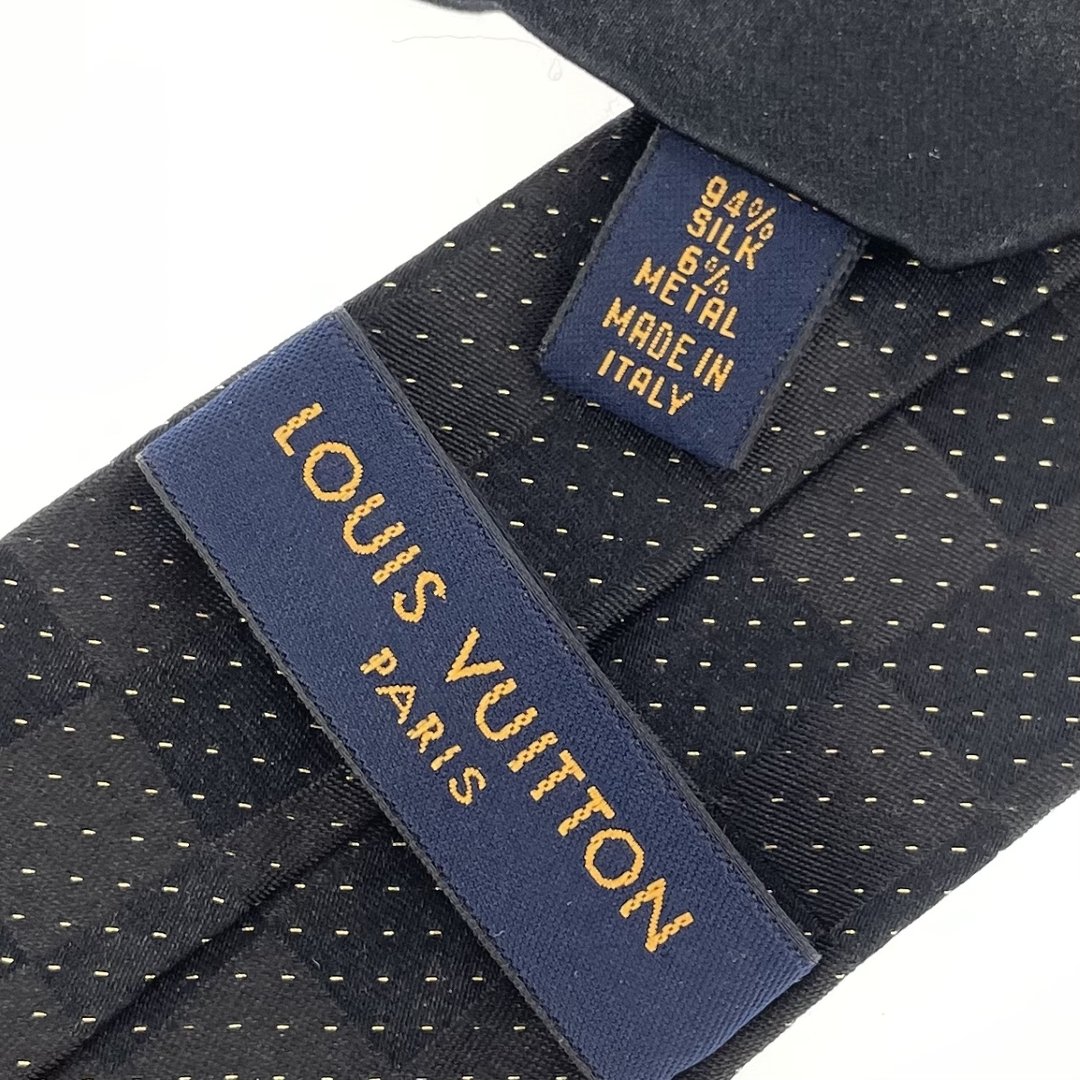 94%
SILK
6%
METAL
MADE IN
ITALY
LOUIS VUITTON
PARIS